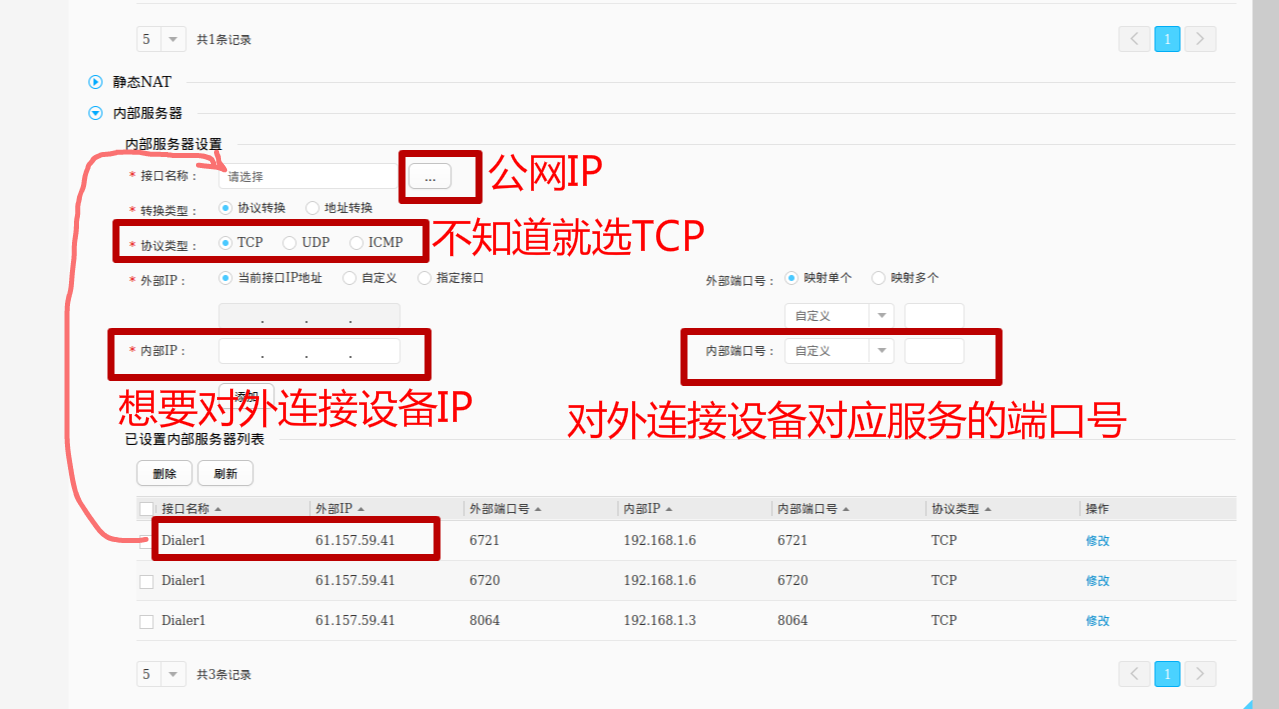 5 共1条记录 1
静态NAT
内部服务器
内部服务器设置
* 接口名称： 请选择 ... 公网IP
* 转换类型： 协议转换 地址转换
* 协议类型： TCP UDP ICMP 不知道就选TCP
* 外部IP： 当前接口IP地址 自定义 指定接口 外部端口号： 映射单个 映射多个
. . . 自定义
* 内部IP： . . . 内部端口号： 自定义
添加
想要对外连接设备IP 对外连接设备对应服务的端口号
已设置内部服务器列表
删除 刷新
接口名称 外部IP 外部端口号 内部IP 内部端口号 协议类型 操作
Dialer1 61.157.59.41 6721 192.168.1.6 6721 TCP 修改
Dialer1 61.157.59.41 6720 192.168.1.6 6720 TCP 修改
Dialer1 61.157.59.41 8064 192.168.1.3 8064 TCP 修改
5 共3条记录 1